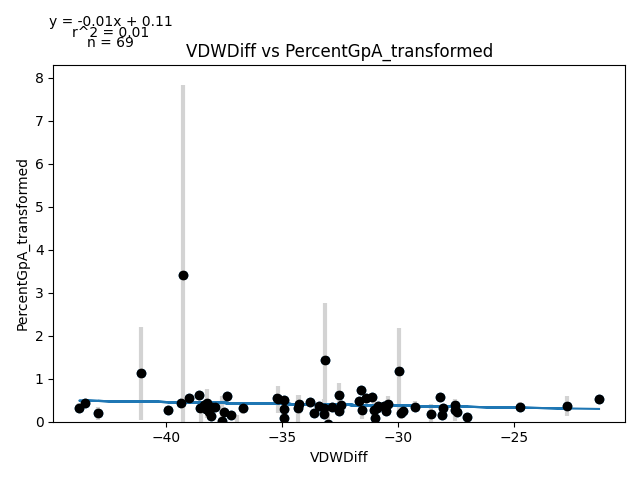 y = -0.01x + 0.11
r^2 = 0.01
n = 69
VDWDiff vs PercentGpA_transformed
8
7
6
5
4
3
2
1
0
PercentGpA_transformed
−40
−35
−30
−25
VDWDiff